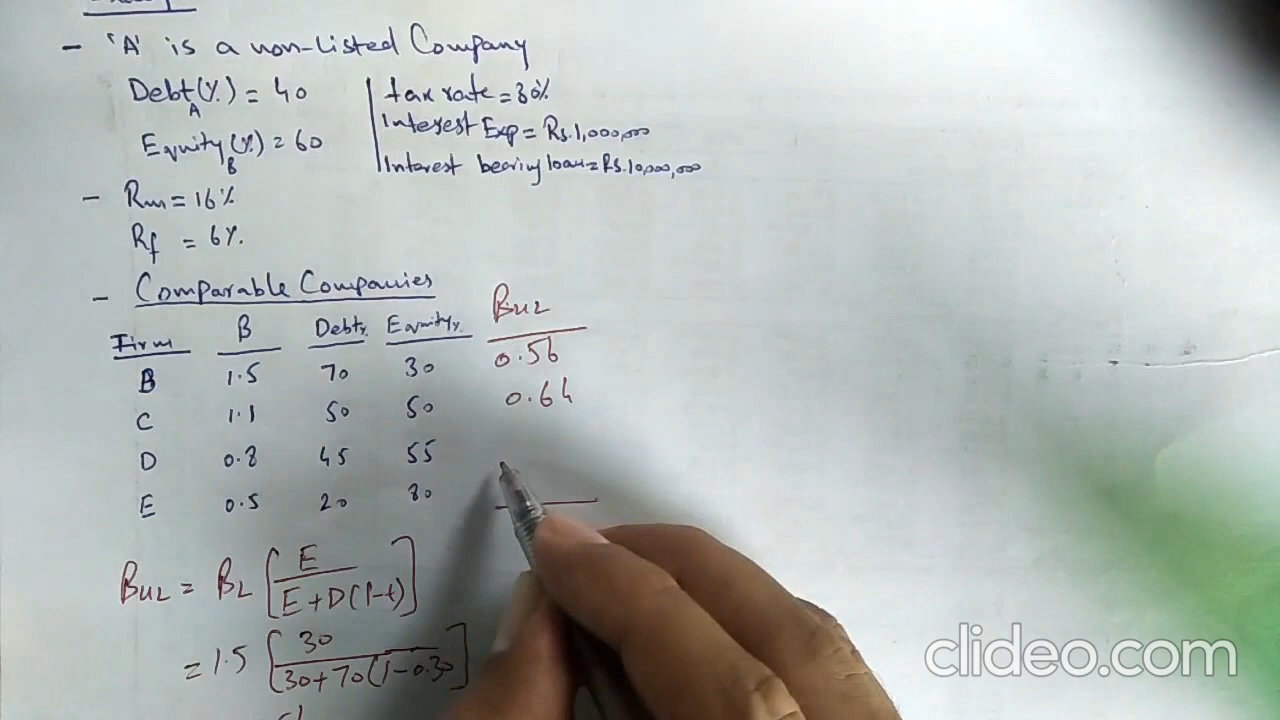 - 'A' is a non-Listed Company
Debt(%) = 40
A
Equity(%) = 60
B
tax rate = 30%
Interest Exp = Rs.1,000,000
Interest bearing loan = Rs.10,000,000
- Rm = 16%
Rf = 6%.
- Comparable Companies
Firm B Debt% Equity% BUL
B 1.5 70 30 0.56
C 1.1 50 50 0.64
D 0.8 45 55
E 0.5 20 80
BUL = BL [E / E+D(1-t)]
= 1.5 [30 / 30+70(1-0.30)]
clideo.com